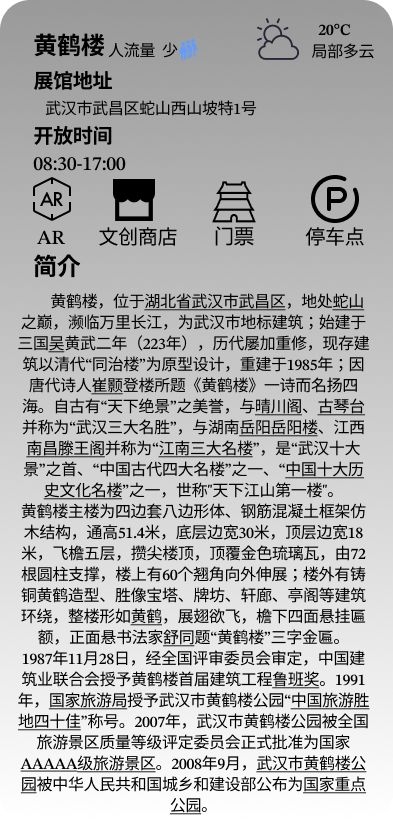 黄鹤楼 人流量 少
20°C
局部多云
展馆地址
武汉市武昌区蛇山西山坡特1号
开放时间
08:30-17:00
AR
P
AR 文创商店 门票 停车点
简介
黄鹤楼，位于湖北省武汉市武昌区，地处蛇山
之巅，濒临万里长江，为武汉市地标建筑；始建于
三国吴黄武二年（223年），历代屡加重修，现存建
筑以清代“同治楼”为原型设计，重建于1985年；因
唐代诗人崔颢登楼所题《黄鹤楼》一诗而名扬四
海。自古有“天下绝景”之美誉，与晴川阁、古琴台
并称为“武汉三大名胜”，与湖南岳阳岳阳楼、江西
南昌滕王阁并称为“江南三大名楼”，是“武汉十大
景”之首、“中国古代四大名楼”之一、“中国十大历
史文化名楼”之一，世称"天下江山第一楼"。
黄鹤楼主楼为四边套八边形体、钢筋混凝土框架仿
木结构，通高51.4米，底层边宽30米，顶层边宽18
米，飞檐五层，攒尖楼顶，顶覆金色琉璃瓦，由72
根圆柱支撑，楼上有60个翘角向外伸展；楼外有铸
铜黄鹤造型、胜像宝塔、牌坊、轩廊、亭阁等建筑
环绕，整楼形如黄鹤，展翅欲飞，檐下四面悬挂匾
额，正面悬书法家舒同题“黄鹤楼”三字金匾。
1987年11月28日，经全国评审委员会审定，中国建
筑业联合会授予黄鹤楼首届建筑工程鲁班奖。1991
年，国家旅游局授予武汉市黄鹤楼公园“中国旅游胜
地四十佳”称号。2007年，武汉市黄鹤楼公园被全国
旅游景区质量等级评定委员会正式批准为国家
AAAAA级旅游景区。2008年9月，武汉市黄鹤楼公
园被中华人民共和国城乡和建设部公布为国家重点
公园。